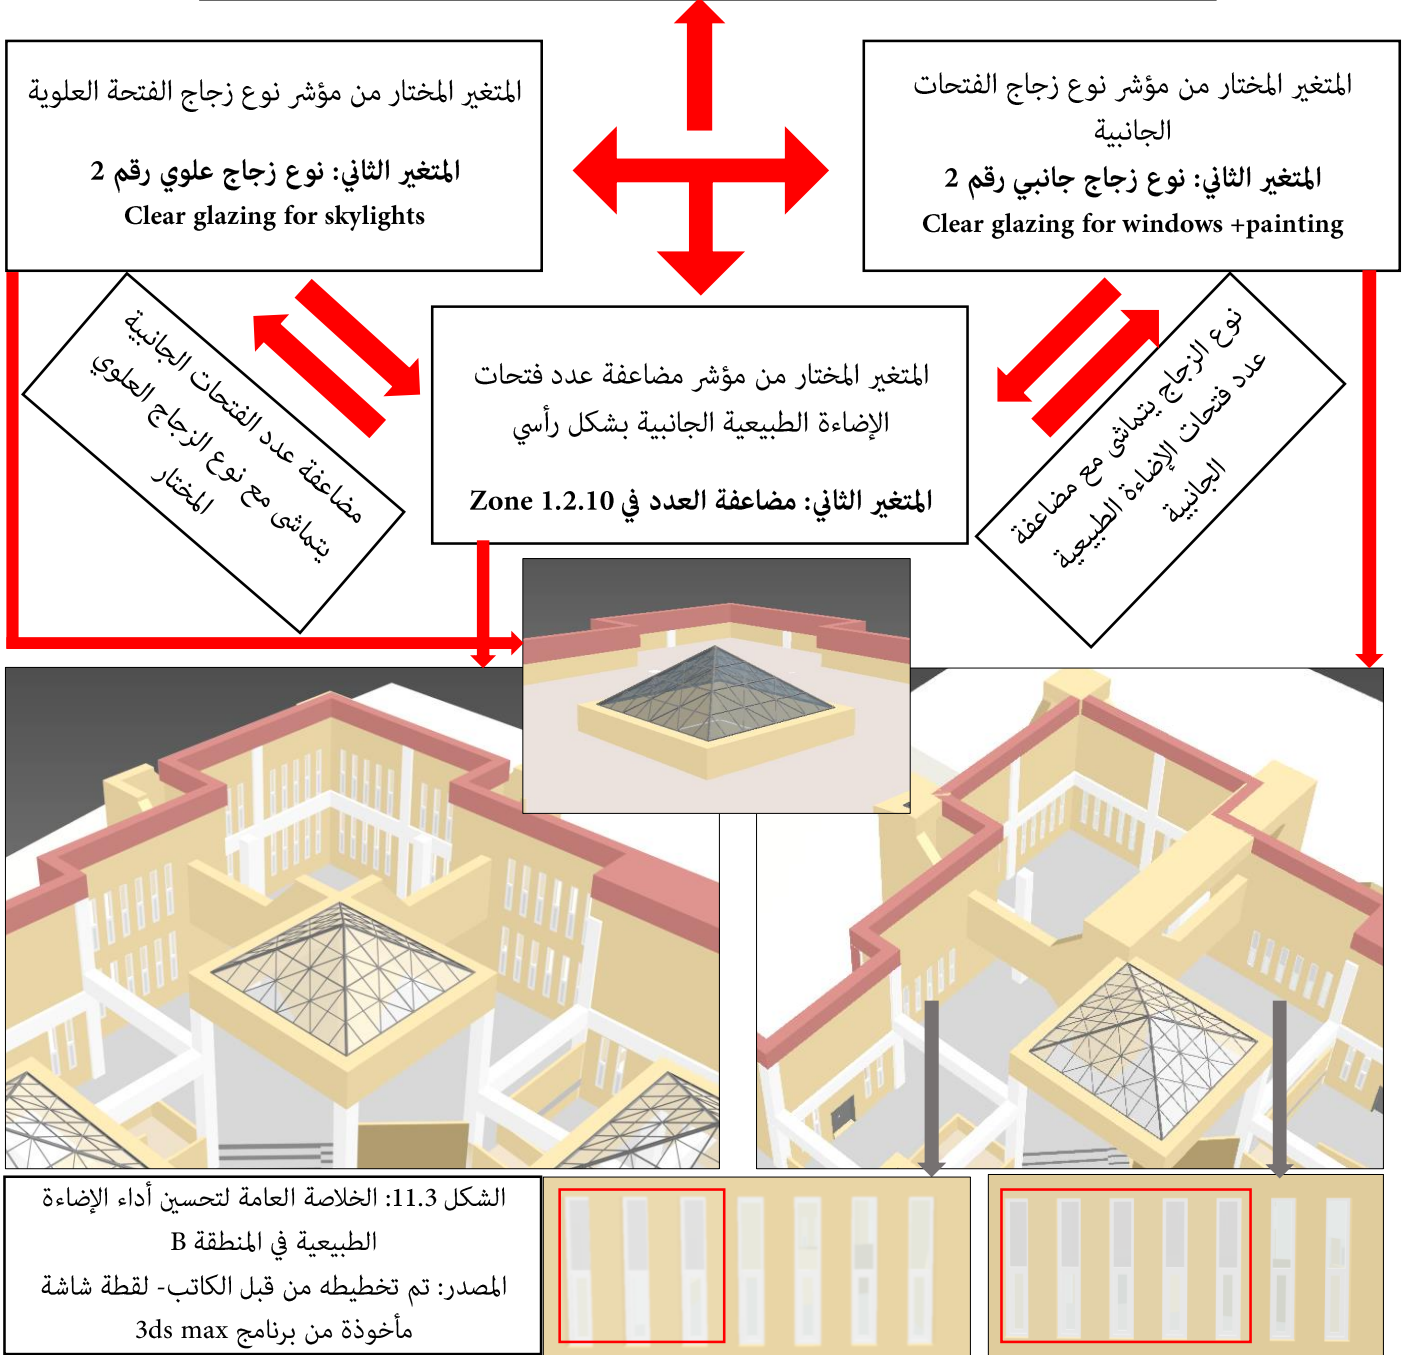 المتغير المختار من مؤشر نوع زجاج الفتحات
الجانبية
المتغير الثاني: نوع زجاج جانبي رقم 2
Clear glazing for windows +painting
المتغير المختار من مؤشر نوع زجاج الفتحة العلوية
المتغير الثاني: نوع زجاج علوي رقم 2
Clear glazing for skylights
المتغير المختار من مؤشر مضاعفة عدد فتحات
الإضاءة الطبيعية الجانبية بشكل رأسي
المتغير الثاني: مضاعفة العدد في Zone 1.2.10
نوع الزجاج يتماشى مع مضاعفة
عدد فتحات الإضاءة الطبيعية
الجانبية
مضاعفة عدد الفتحات الجانبية
يتماشى مع نوع الزجاج العلوي
المختار
الشكل 11.3: الخلاصة العامة لتحسين أداء الإضاءة
الطبيعية في المنطقة B
المصدر: تم تخطيطه من قبل الكاتب- لقطة شاشة
مأخوذة من برنامج 3ds max